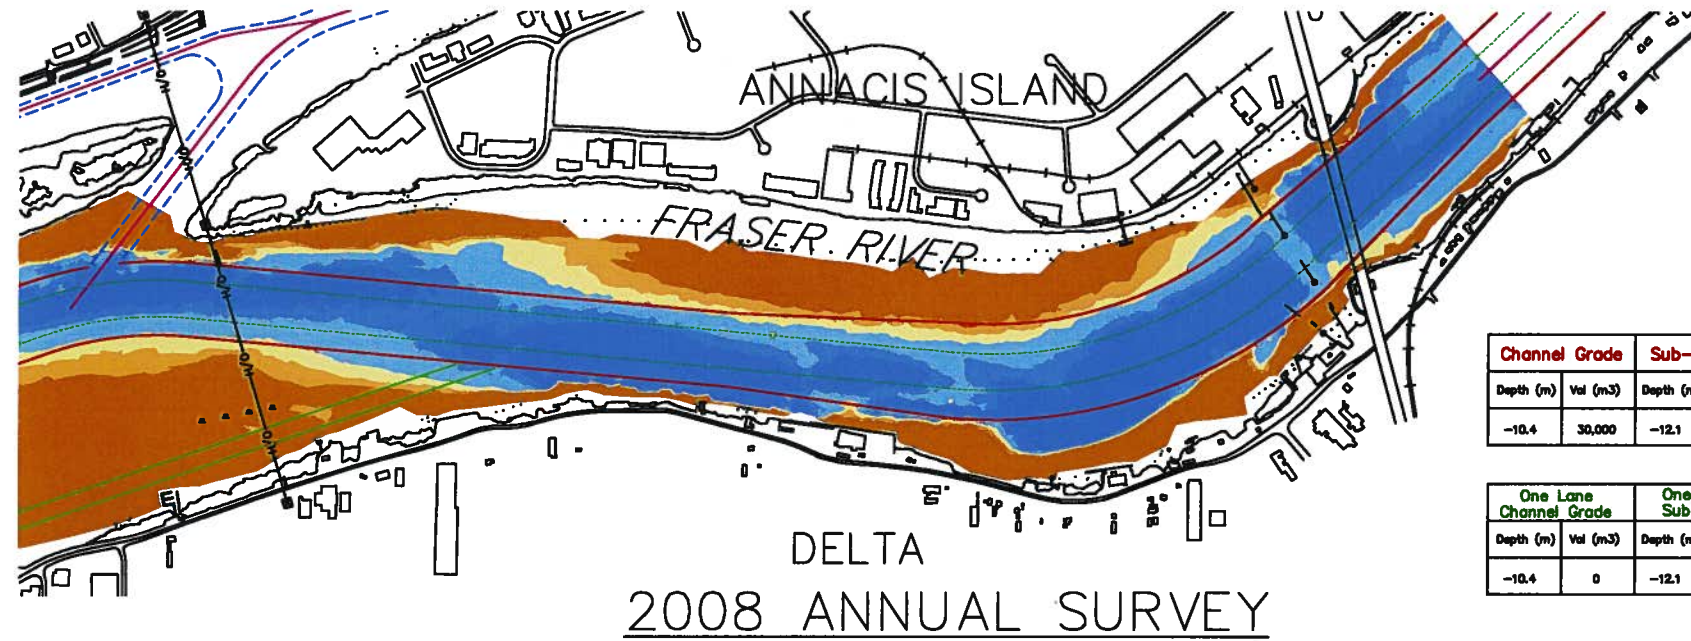 ANNACIS ISLAND
FRASER RIVER
O/H
O/H
O/H
O/H
O/H
DELTA
2008 ANNUAL SURVEY
Channel Grade Sub-
Depth (m) Vol (m3) Depth (m
-10.4 30,000 -12.1
One Lane Channel Grade One Sub
Depth (m) Vol (m3) Depth (m
-10.4 0 -12.1